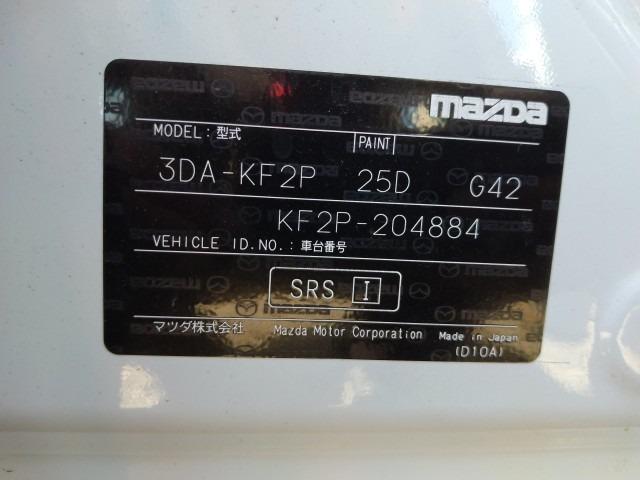 mazda
MODEL: 型式 PAINT
3DA-KF2P 25D G42
KF2P-204884
VEHICLE ID.NO.: 車台番号
SRS I
マツダ株式会社 Mazda Motor Corporation Made in Japan
(D10A)